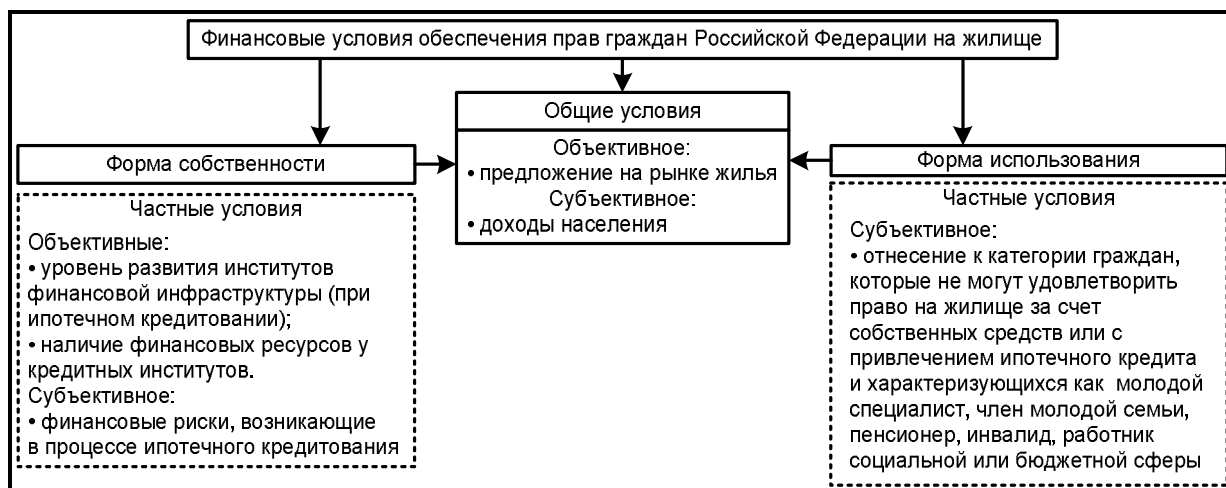 Финансовые условия обеспечения прав граждан Российской Федерации на жилище
Общие условия
Объективное:
• предложение на рынке жилья
Субъективное:
• доходы населения
Форма собственности
Частные условия
Объективные:
• уровень развития институтов
финансовой инфраструктуры (при
ипотечном кредитовании);
• наличие финансовых ресурсов у
кредитных институтов.
Субъективное:
• финансовые риски, возникающие
в процессе ипотечного кредитования
Форма использования
Частные условия
Субъективное:
• отнесение к категории граждан,
которые не могут удовлетворить
право на жилище за счет
собственных средств или с
привлечением ипотечного кредита
и характеризующихся как молодой
специалист, член молодой семьи,
пенсионер, инвалид, работник
социальной или бюджетной сферы